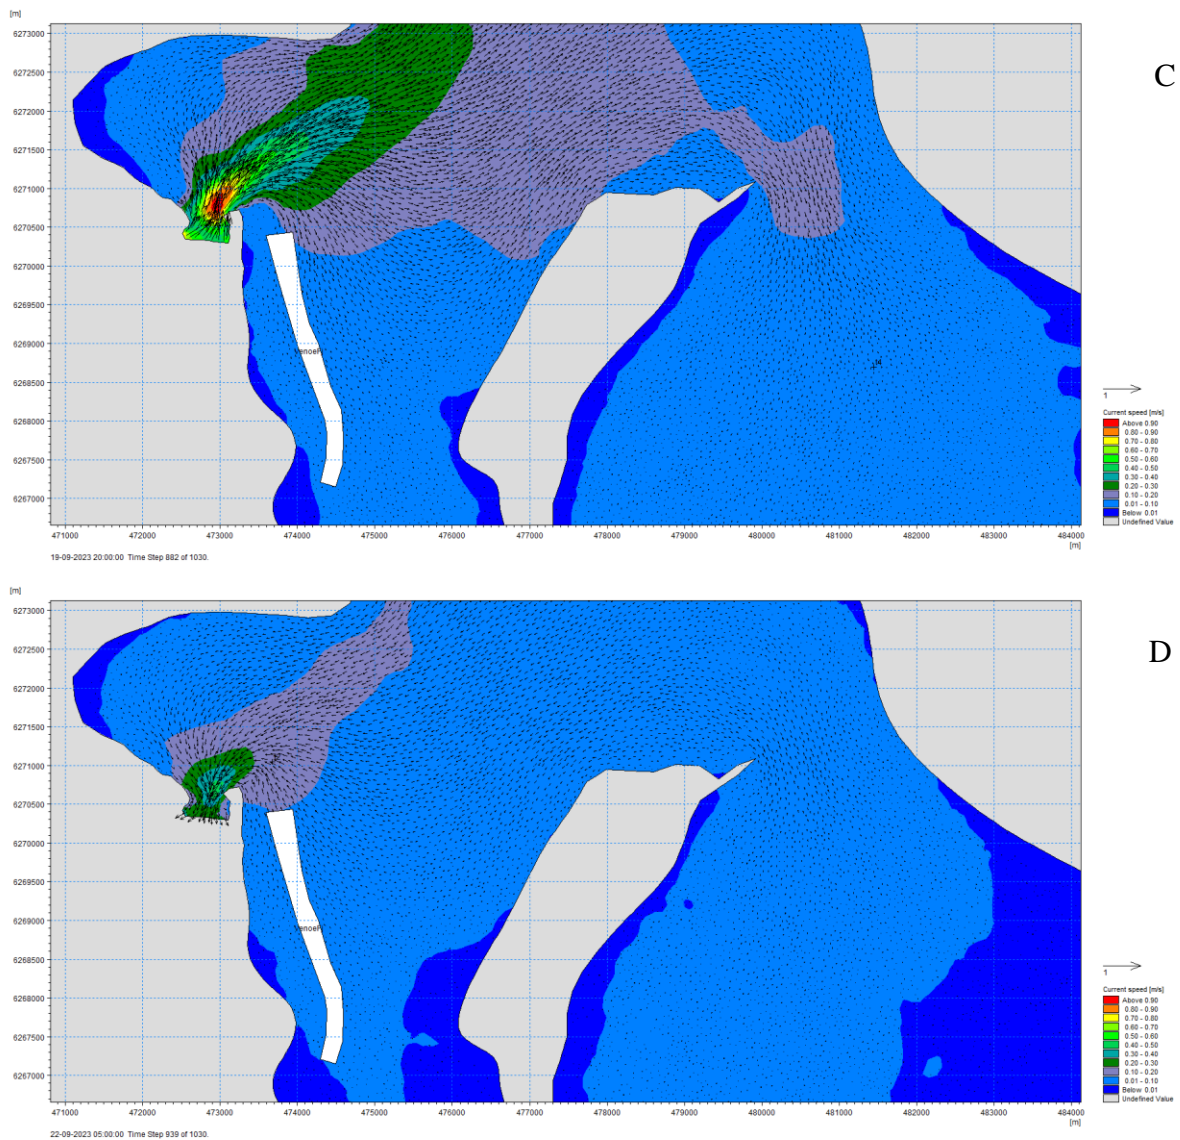 [m]
6273000
6272500
6272000
6271500
6271000
6270500
6270000
6269500
6269000
6268500
6268000
6267500
6267000
471000 472000 473000 474000 475000 476000 477000 478000 479000 480000 481000 482000 483000 484000
[m]
19-09-2023 20:00:00 Time Step 882 of 1030.
C
1
Current speed [m/s]
Above 0.90
0.80 - 0.90
0.70 - 0.80
0.60 - 0.70
0.50 - 0.60
0.40 - 0.50
0.30 - 0.40
0.20 - 0.30
0.10 - 0.20
0.01 - 0.10
Below 0.01
Undefined Value
[m]
6273000
6272500
6272000
6271500
6271000
6270500
6270000
6269500
6269000
6268500
6268000
6267500
6267000
471000 472000 473000 474000 475000 476000 477000 478000 479000 480000 481000 482000 483000 484000
[m]
22-09-2023 05:00:00 Time Step 939 of 1030.
D
1
Current speed [m/s]
Above 0.90
0.80 - 0.90
0.70 - 0.80
0.60 - 0.70
0.50 - 0.60
0.40 - 0.50
0.30 - 0.40
0.20 - 0.30
0.10 - 0.20
0.01 - 0.10
Below 0.01
Undefined Value